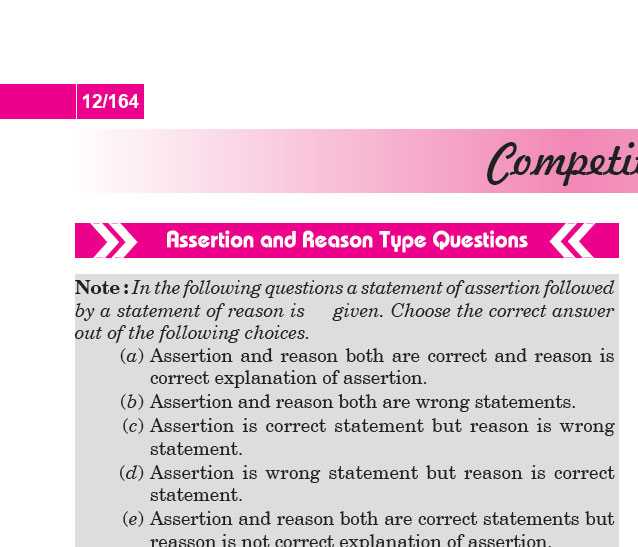 12/164
Assertion and Reason Type Questions
Note : In the following questions a statement of assertion followed
by a statement of reason is given. Choose the correct answer
out of the following choices.
(a) Assertion and reason both are correct and reason is
correct explanation of assertion.
(b) Assertion and reason both are wrong statements.
(c) Assertion is correct statement but reason is wrong
statement.
(d) Assertion is wrong statement but reason is correct
statement.
(e) Assertion and reason both are correct statements but
reasson is not correct explanation of assertion.